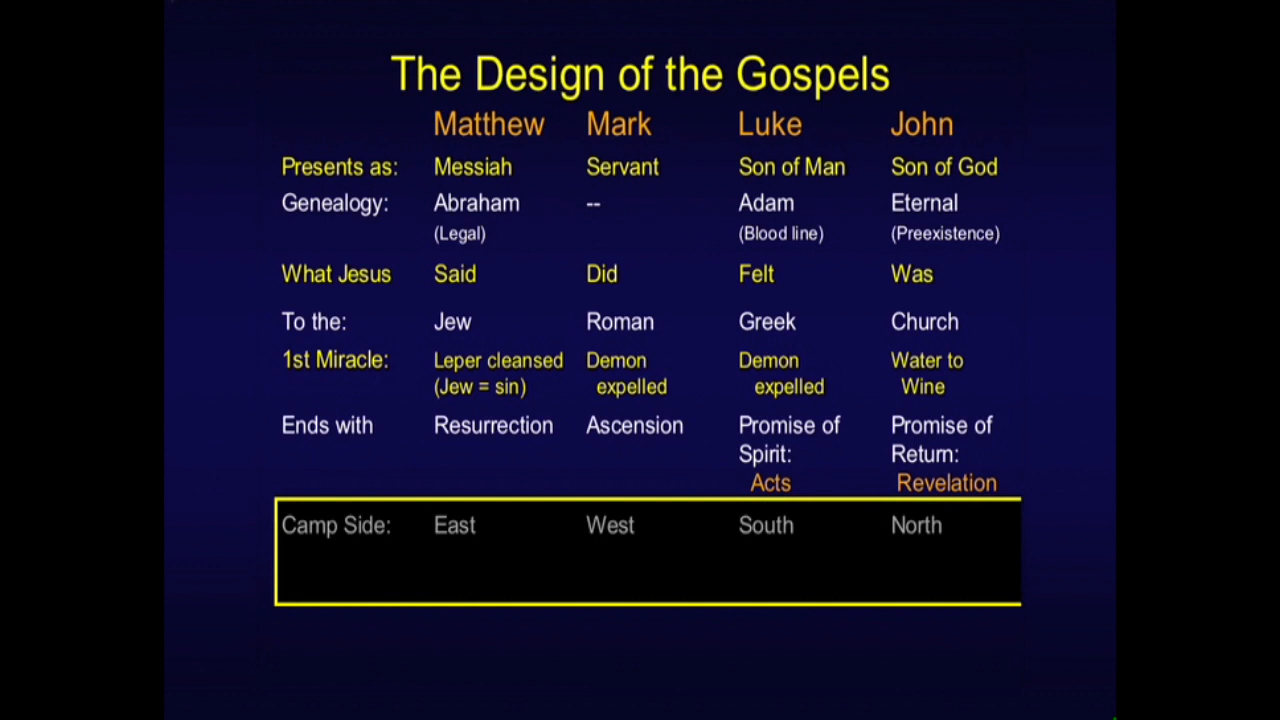 The Design of the Gospels
Matthew Mark Luke John
Presents as: Messiah Servant Son of Man Son of God
Genealogy: Abraham -- Adam Eternal
(Legal) (Blood line) (Preexistence)
What Jesus Said Did Felt Was
To the: Jew Roman Greek Church
1st Miracle: Leper cleansed Demon Demon Water to
(Jew = sin) expelled expelled Wine
Ends with Resurrection Ascension Promise of Promise of
Spirit: Return:
Acts Revelation
Camp Side: East West South North